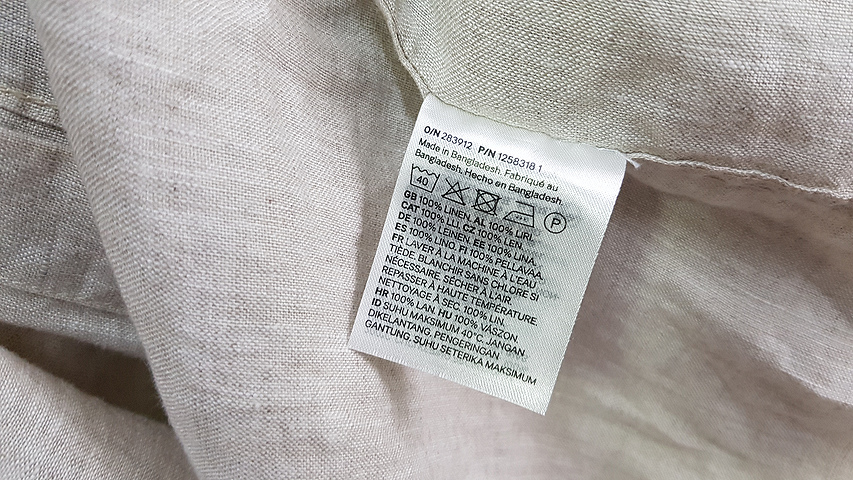 O/N 283912 P/N 1258318 1
Made in Bangladesh. Fabriqué au
Bangladesh. Hecho en Bangladesh.
40
P
GB 100% LINEN. AL 100% LIRI.
CAT 100% LLI. CZ 100% LEN.
DE 100% LEINEN. EE 100% LINA.
ES 100% LINO. FI 100% PELLAVAA.
FR LAVER À LA MACHINE À L'EAU
TIÈDE. BLANCHIR SANS CHLORE SI
NÉCESSAIRE. SÉCHER À L'AIR.
REPASSER À HAUTE TEMPÉRATURE.
NETTOYAGE À SEC. 100% LIN.
HR 100% LAN. HU 100% VÁSZON.
ID SUHU MAKSIMUM 40°C. JANGAN
DIKELANTANG. PENGERINGAN
GANTUNG. SUHU SETERIKA MAKSIMUM